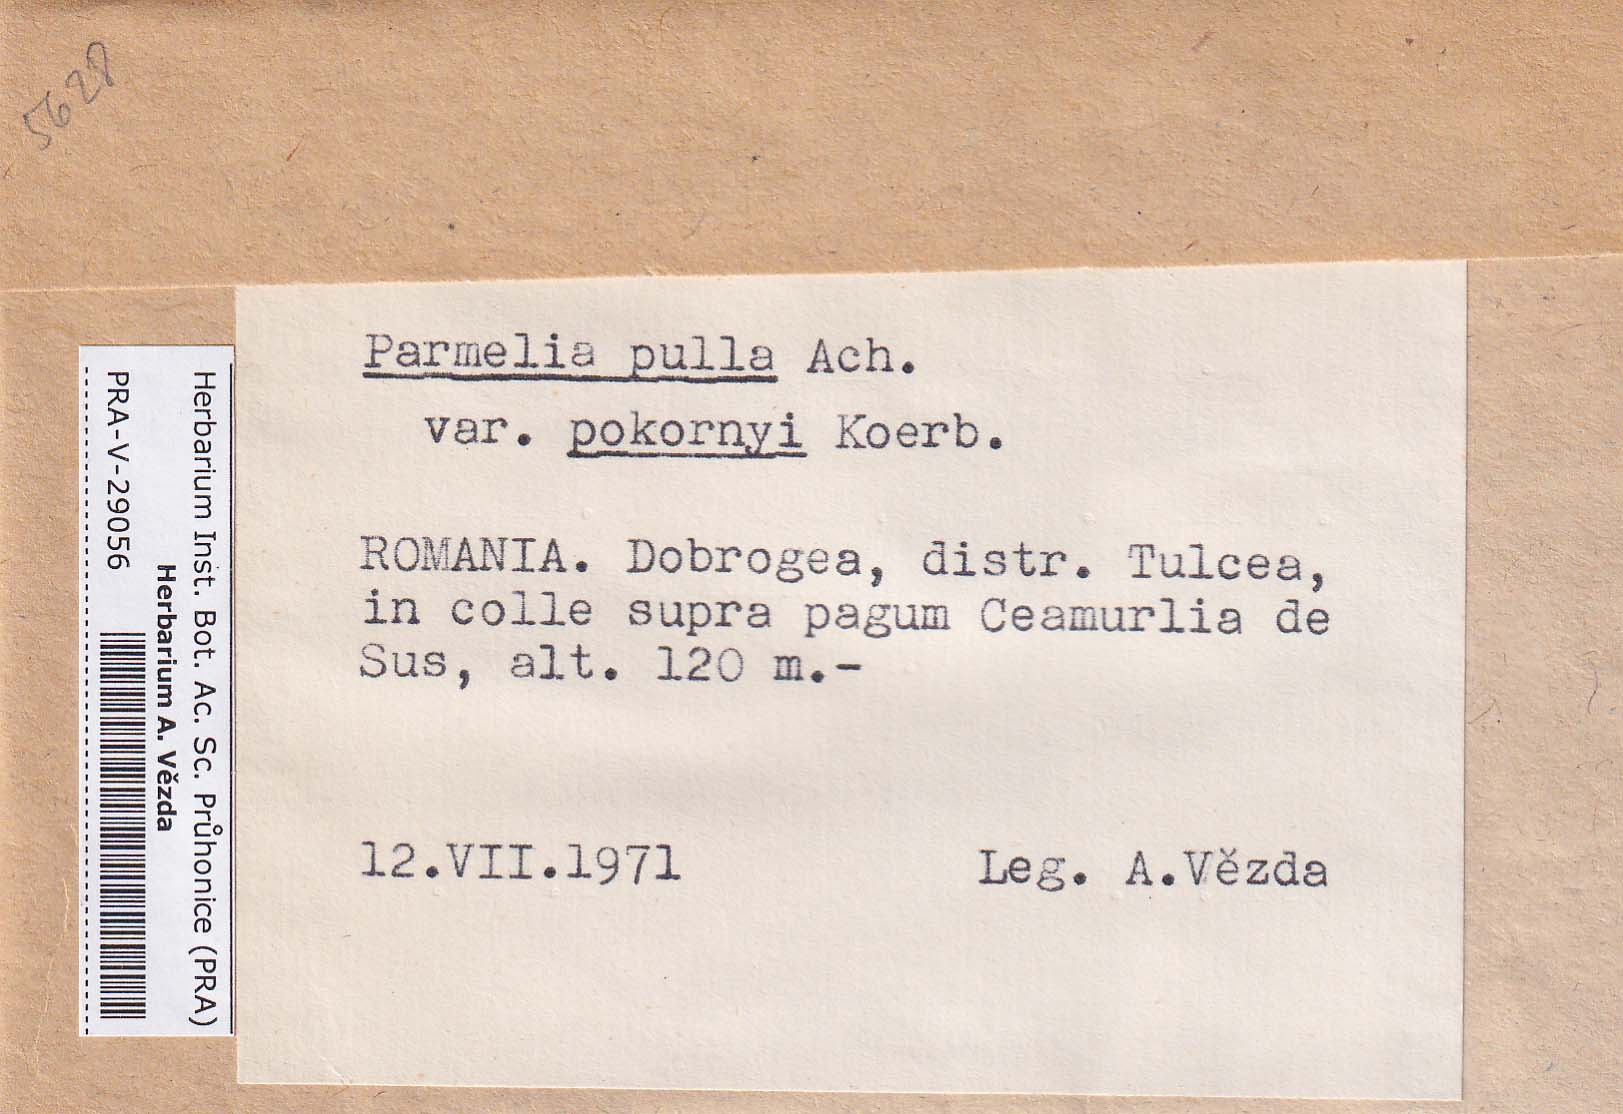 5628
Parmelia pulla Ach.
var. pokornyi Koerb.
ROMANIA. Dobrogea, distr. Tulcea,
in colle supra pagum Ceamurlia de
Sus, alt. 120 m.-
12.VII.1971 Leg. A.Vězda
Herbarium Inst. Bot. Ac. Sc. Průhonice (PRA)
Herbarium A. Vězda
PRA-V-29056